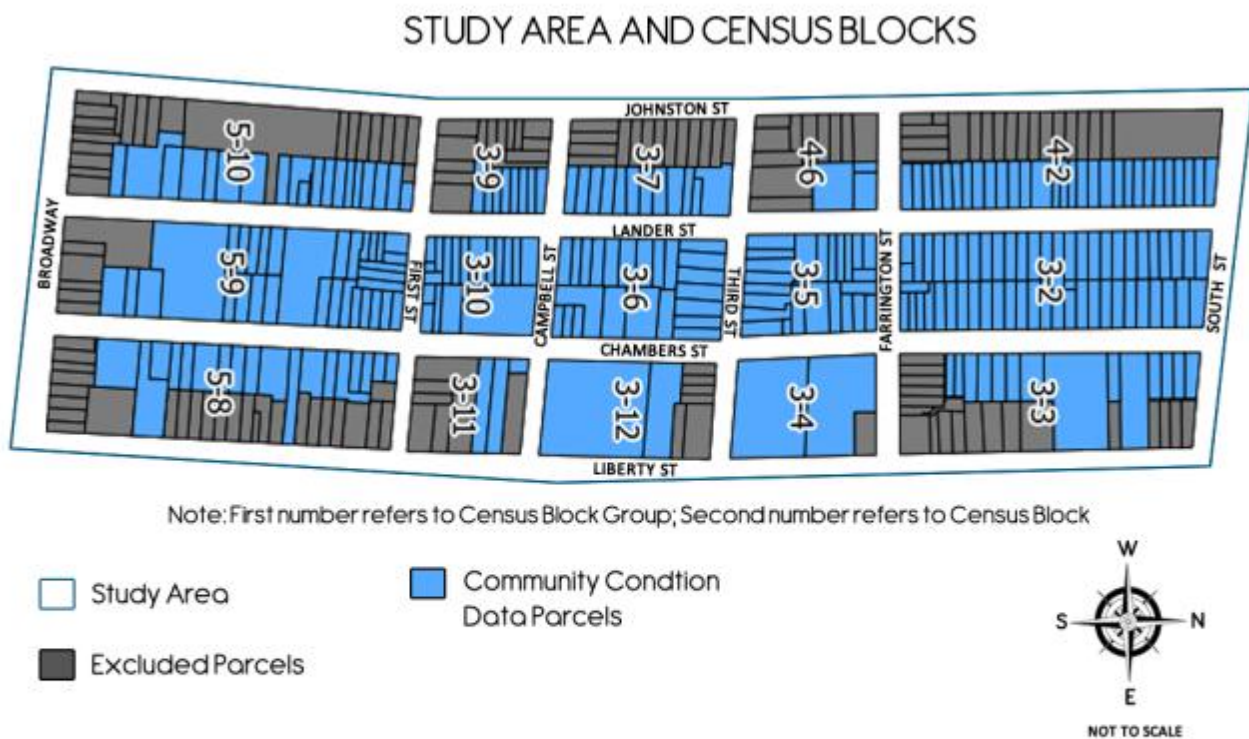 STUDY AREA AND CENSUS BLOCKS
JOHNSTON ST
5-10
3-9
3-7
4-6
4-2
BROADWAY
LANDER ST
5-9
FIRST ST
3-10
CAMPBELL ST
3-6
THIRD ST
3-5
FARRINGTON ST
3-2
SOUTH ST
CHAMBERS ST
5-8
3-11
3-12
3-4
3-3
LIBERTY ST
Note: First number refers to Census Block Group; Second number refers to Census Block
Study Area
Excluded Parcels
Community Condtion
Data Parcels
W
S
N
E
NOT TO SCALE